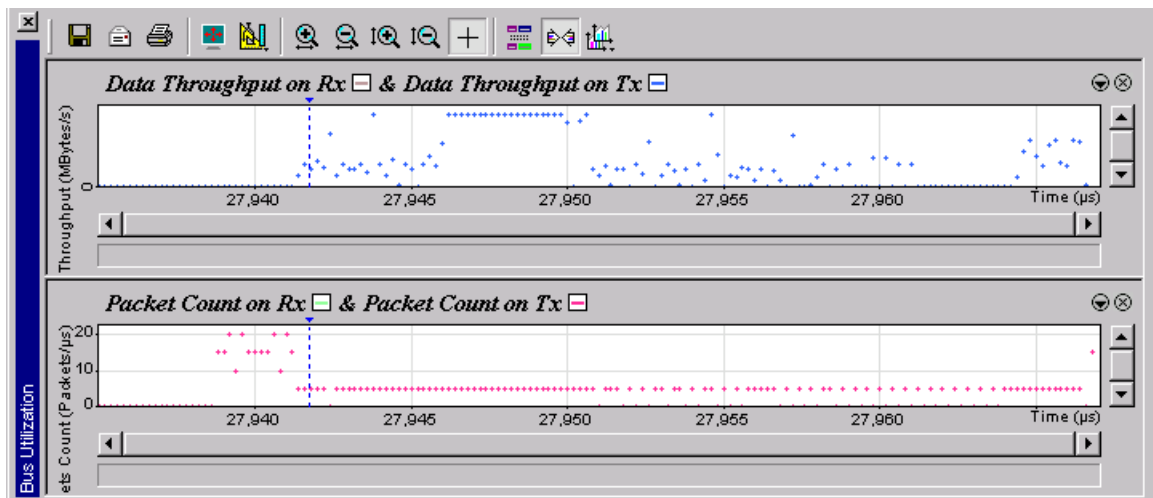 Bus Utilization
Data Throughput on Rx & Data Throughput on Tx
Throughput (MBytes/s)
0
27,940 27,945 27,950 27,955 27,960 Time (µs)
Packet Count on Rx & Packet Count on Tx
ets Count (Packets/µs)
20
10
0
27,940 27,945 27,950 27,955 27,960 Time (µs)